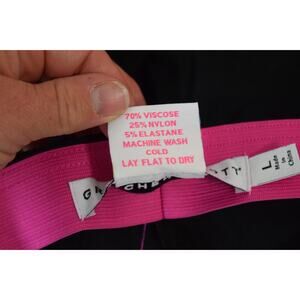 70% VISCOSE
25% NYLON
5% ELASTANE
MACHINE WASH
COLD
LAY FLAT TO DRY
L
Made in
China